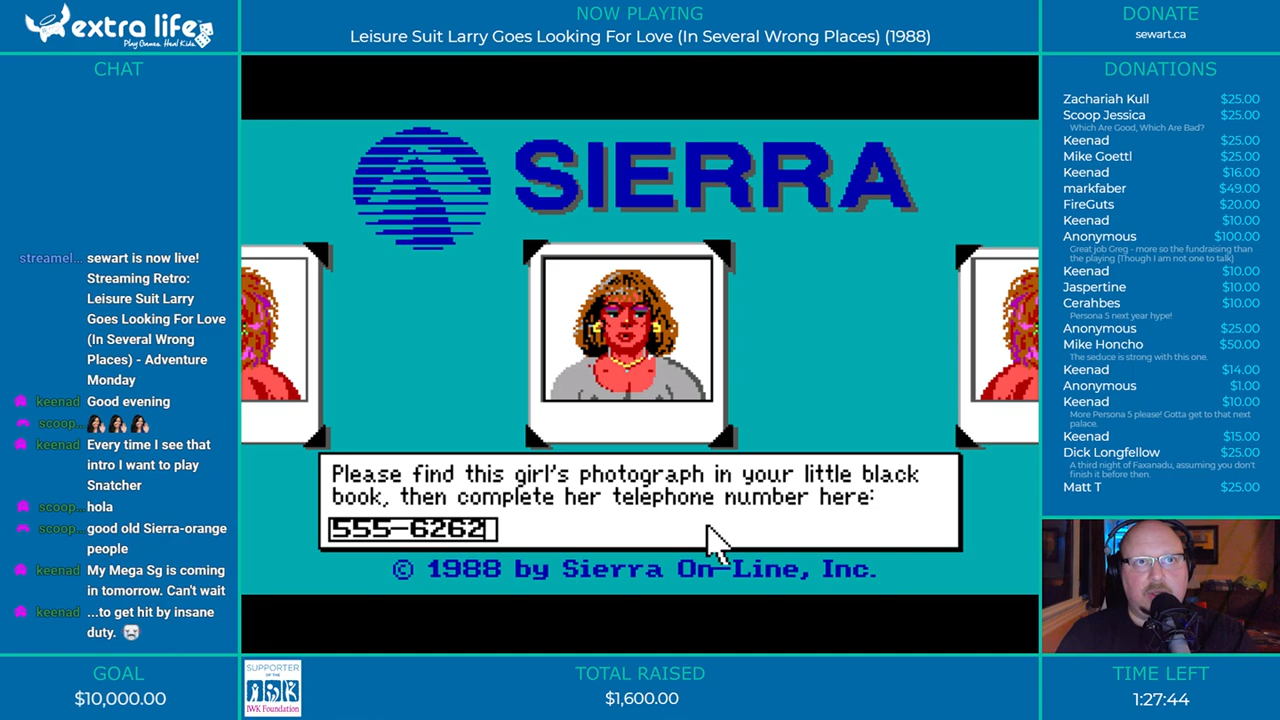 extra life
Play Games. Heal Kids.
NOW PLAYING
Leisure Suit Larry Goes Looking For Love (In Several Wrong Places) (1988)
DONATE
sewart.ca
CHAT
streamel... sewart is now live!
Streaming Retro:
Leisure Suit Larry
Goes Looking For Love
(In Several Wrong
Places) - Adventure
Monday
keenad Good evening
scoop...
keenad Every time I see that
intro I want to play
Snatcher
scoop... hola
scoop... good old Sierra-orange
people
keenad My Mega Sg is coming
in tomorrow. Can't wait
keenad ...to get hit by insane
duty.
SIERRA
Please find this girl's photograph in your little black
book, then complete her telephone number here:
555-6262
© 1988 by Sierra On-Line, Inc.
DONATIONS
Zachariah Kull $25.00
Scoop Jessica $25.00
Which Are Good, Which Are Bad?
Keenad $25.00
Mike Goettl $25.00
Keenad $16.00
markfaber $49.00
FireGuts $20.00
Keenad $10.00
Anonymous $100.00
Great job Greg - more so the fundraising than
the playing (Though I am not one to talk)
Keenad $10.00
Jaspertine $10.00
Cerahbes $10.00
Persona 5 next year hype!
Anonymous $25.00
Mike Honcho $50.00
The seduce is strong with this one.
Keenad $14.00
Anonymous $1.00
Keenad $10.00
More Persona 5 please! Gotta get to that next
palace.
Keenad $15.00
Dick Longfellow $25.00
A third night of Faxanadu, assuming you don't
finish it before then.
Matt T $25.00
GOAL
$10,000.00
SUPPORTER
OF THE
IWK
IWK Foundation
TOTAL RAISED
$1,600.00
TIME LEFT
1:27:44